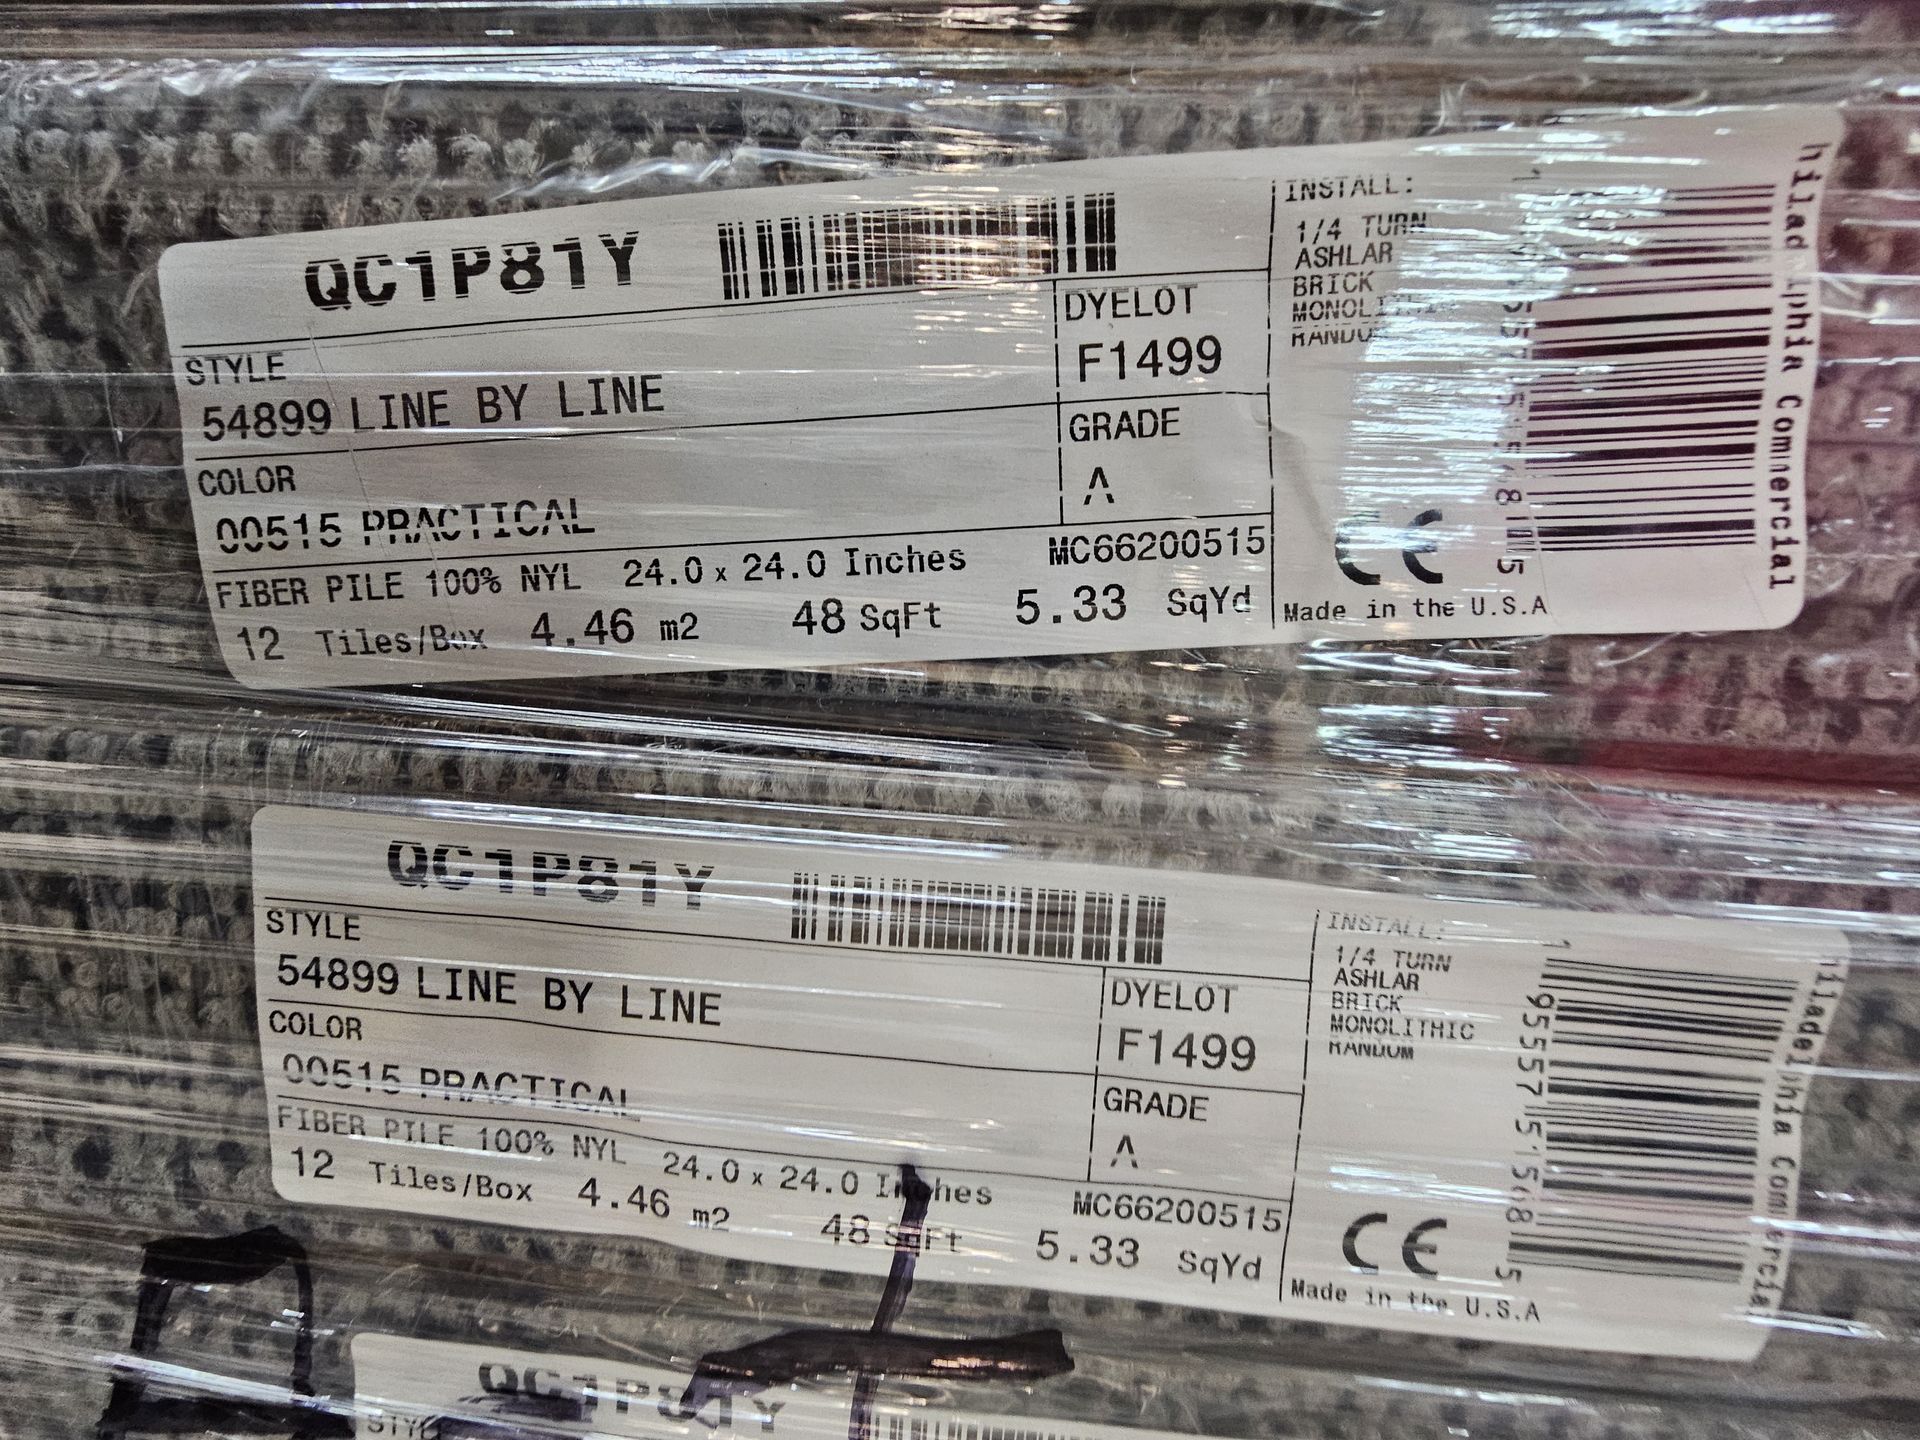 QC1P81Y
STYLE
54899 LINE BY LINE
COLOR
00515 PRACTICAL
FIBER PILE 100% NYL 24.0 x 24.0 Inches MC66200515
12 Tiles/Box 4.46 m2 48 SqFt 5.33 SqYd
DYELOT
F1499
GRADE
A
INSTALL:
1/4 TURN
ASHLAR
BRICK
MONOLITHIC
RANDOM
CE
Made in the U.S.A
Commercial
QC1P81Y
STYLE
54899 LINE BY LINE
COLOR
00515 PRACTICAL
FIBER PILE 100% NYL 24.0 x 24.0 Inches MC66200515
12 Tiles/Box 4.46 m2 48 SqFt 5.33 SqYd
DYELOT
F1499
GRADE
A
INSTALL:
1/4 TURN
ASHLAR
BRICK
MONOLITHIC
RANDOM
CE
Made in the U.S.A
Commercial
QC1P81Y